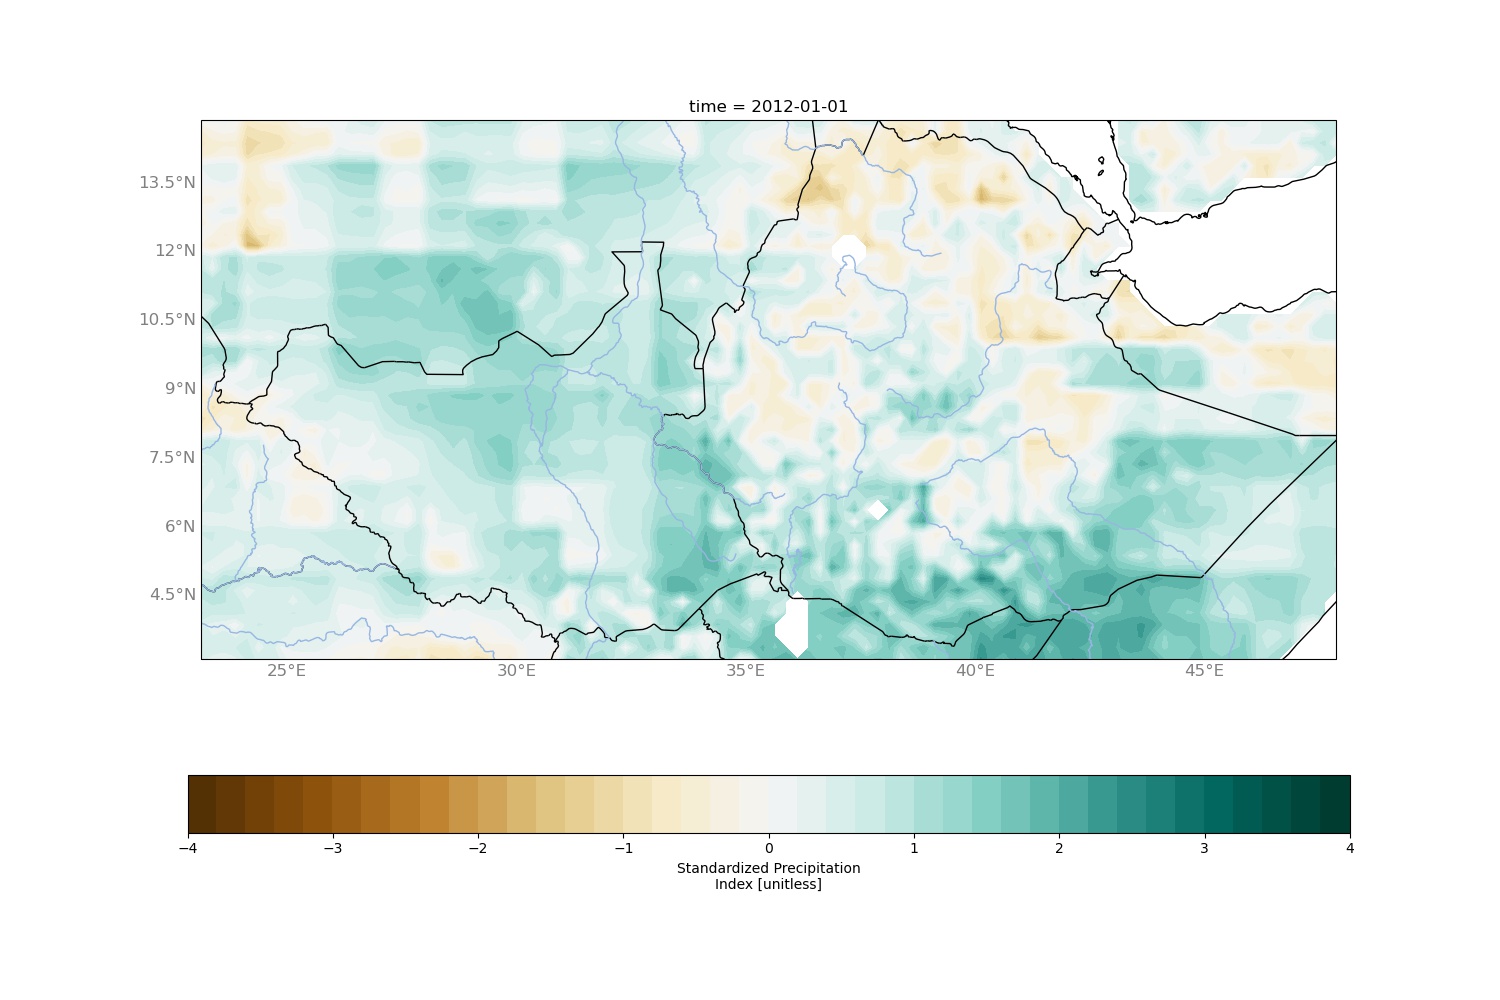 time = 2012-01-01
13.5°N
12°N
10.5°N
9°N
7.5°N
6°N
4.5°N
25°E 30°E 35°E 40°E 45°E
−4 −3 −2 −1 0 1 2 3 4
Standardized Precipitation
Index [unitless]